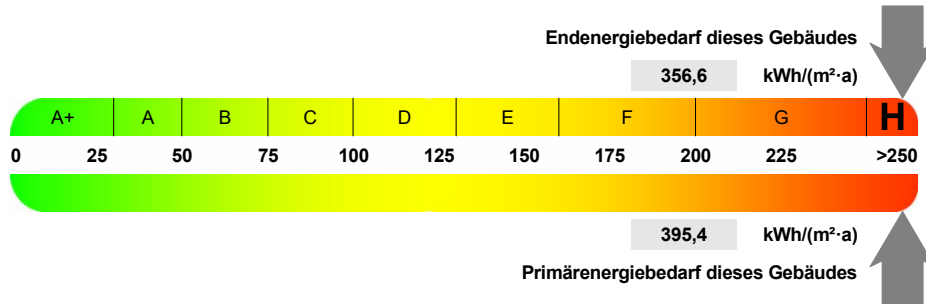 Endenergiebedarf dieses Gebäudes
356,6 kWh/(m²·a)
A+ A B C D E F G H
0 25 50 75 100 125 150 175 200 225 >250
395,4 kWh/(m²·a)
Primärenergiebedarf dieses Gebäudes